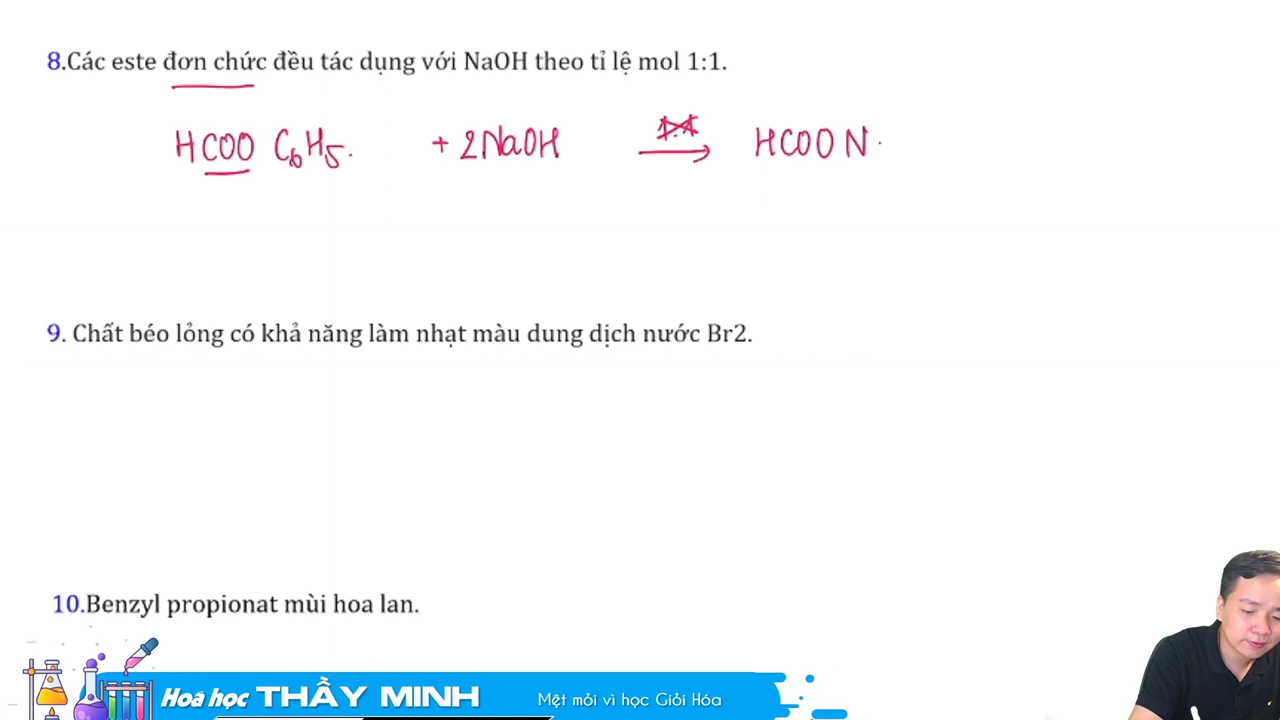 8.Các este đơn chức đều tác dụng với NaOH theo tỉ lệ mol 1:1.
HCOO C6H5. + 2NaOH ⟶ HCOO N
9. Chất béo lỏng có khả năng làm nhạt màu dung dịch nước Br2.
10.Benzyl propionat mùi hoa lan.
Hoá học THẦY MINH Mệt mỏi vì học Giỏi Hóa